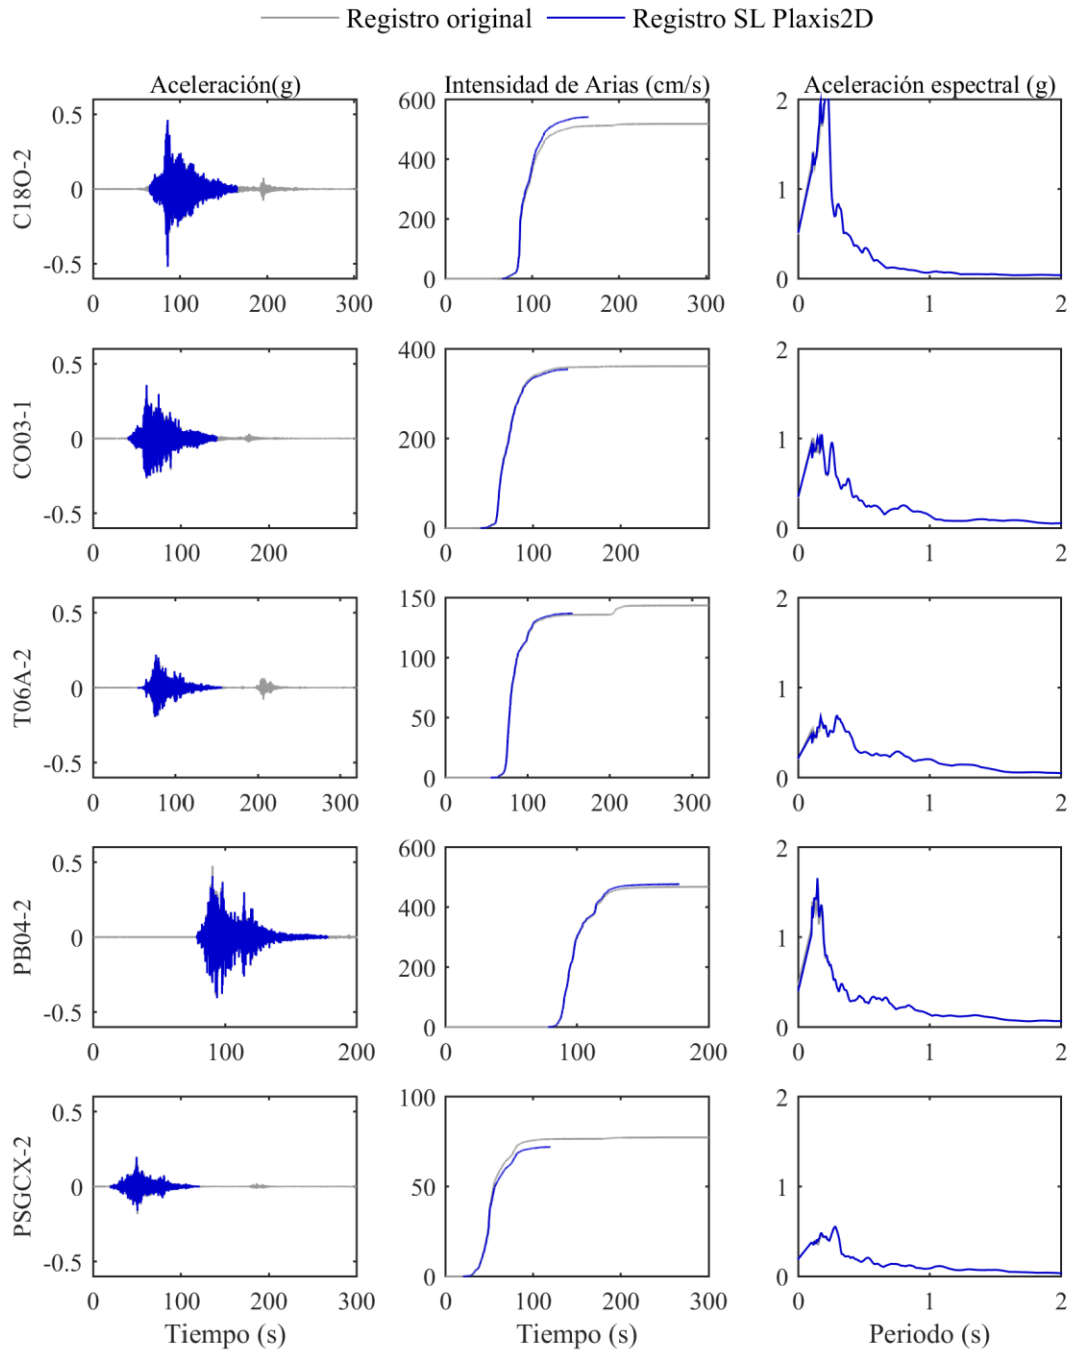 Registro original Registro SL Plaxis2D
Aceleración(g) Intensidad de Arias (cm/s) Aceleración espectral (g)
C18O-2
0.5 0 -0.5
0 100 200 300
600 400 200 0
0 100 200 300
2 1 0
0 1 2
CO03-1
0.5 0 -0.5
0 100 200
400 200 0
0 100 200
2 1 0
0 1 2
T06A-2
0.5 0 -0.5
0 100 200 300
150 100 50 0
0 100 200 300
2 1 0
0 1 2
PB04-2
0.5 0 -0.5
0 100 200
600 400 200 0
0 100 200
2 1 0
0 1 2
PSGCX-2
0.5 0 -0.5
0 100 200 300
100 50 0
0 100 200 300
2 1 0
0 1 2
Tiempo (s) Tiempo (s) Periodo (s)